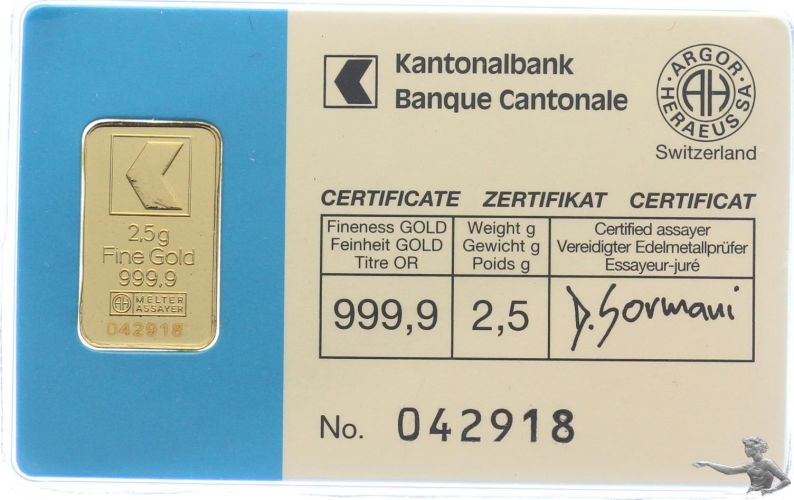 Kantonalbank
Banque Cantonale
ARGOR-HERAEUS SA
AH
Switzerland
2,5g
Fine Gold
999,9
AH MELTER
ASSAYER
042918
CERTIFICATE ZERTIFIKAT CERTIFICAT
Fineness GOLD
Feinheit GOLD
Titre OR
Weight g
Gewicht g
Poids g
Certified assayer
Vereidigter Edelmetallprüfer
Essayeur-juré
999,9
2,5
D. Sormani
No. 042918